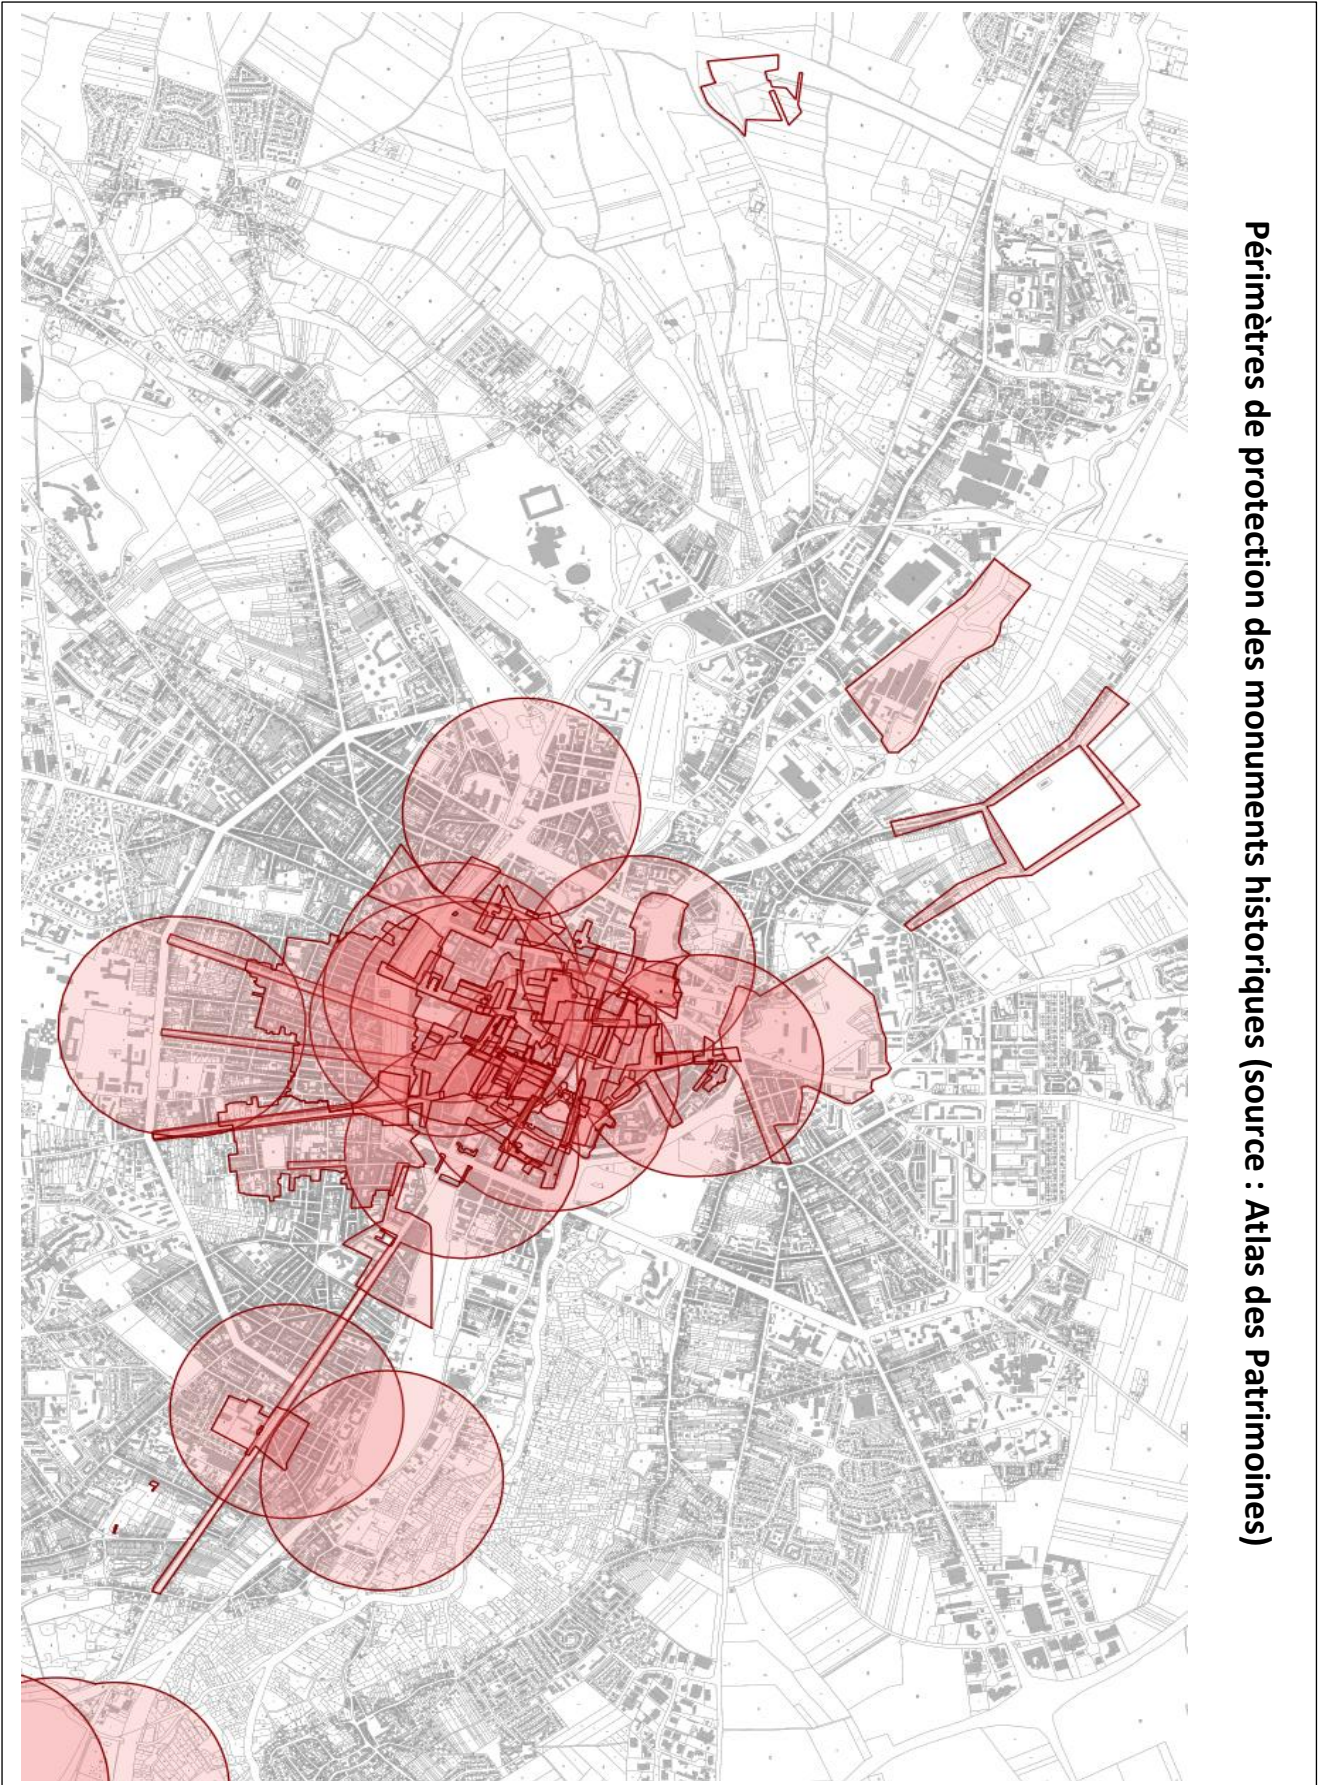 Périmètres de protection des monuments historiques (source : Atlas des Patrimoines)